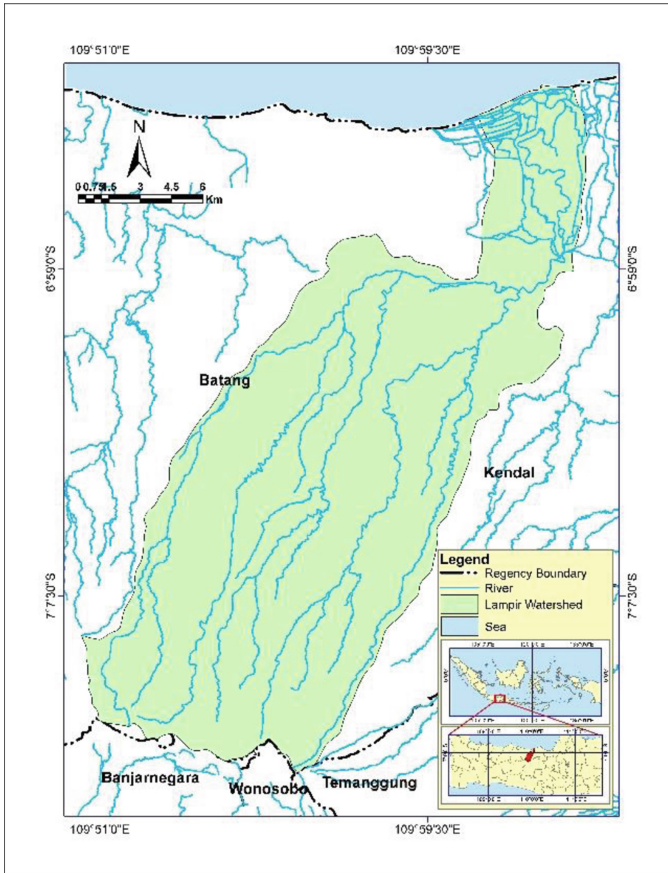 109°51'0"E 109°59'30"E
N
0 0.75 1.5 3 4.5 6
Km
6°59'0"S 6°59'0"S
Batang
Kendal
7°7'30"S 7°7'30"S
Legend
Regency Boundary
River
Lampir Watershed
Sea
Banjarnegara
Wonosobo
Temanggung
109°51'0"E 109°59'30"E